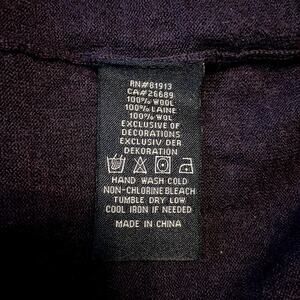 RN#81913
CA#26689
100% WOOL
100% LAINE
100% WOL
EXCLUSIVE OF
DECORATIONS
EXCLUSIV DER
DEKORATION
HAND WASH COLD
NON-CHLORINE BLEACH
TUMBLE DRY LOW
COOL IRON IF NEEDED
MADE IN CHINA